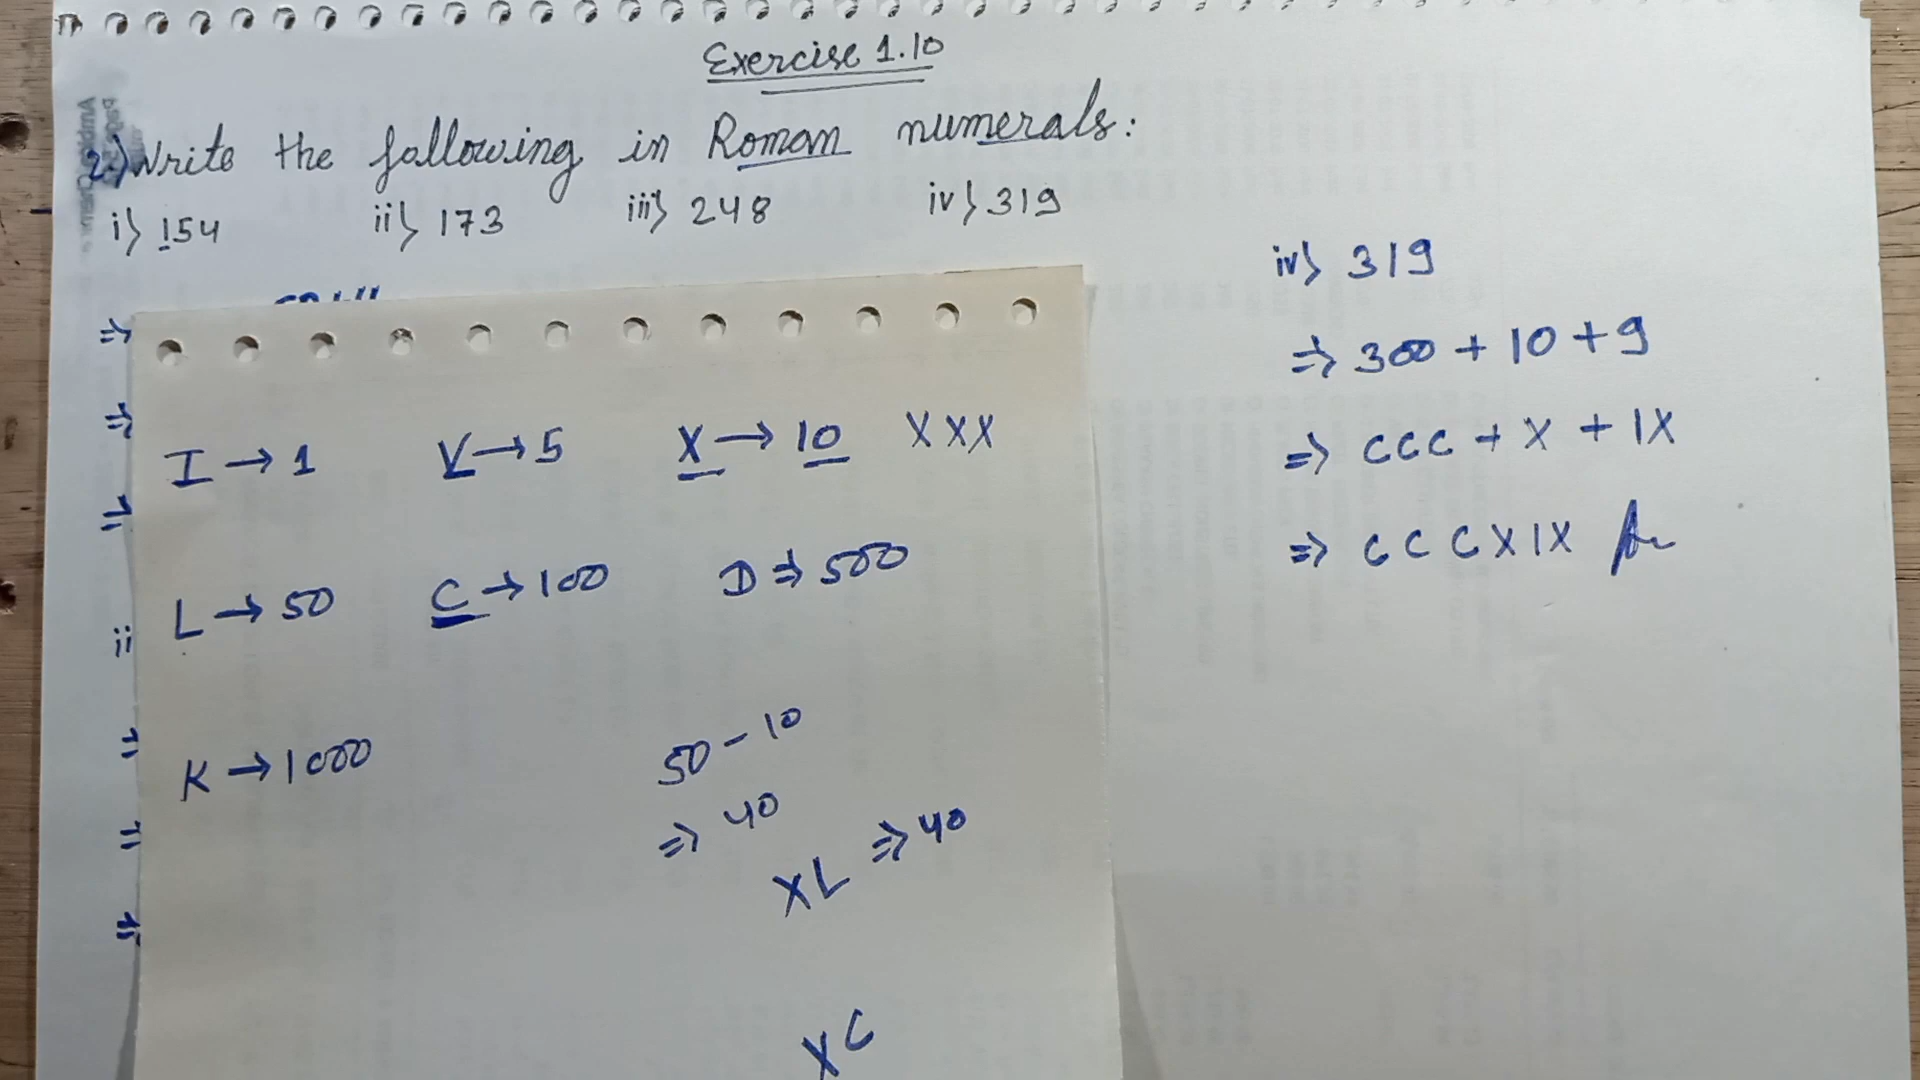 Exercise 1.10
2.) Write the following in Roman numerals:
i) 154 ii) 173 iii) 248 iv) 319
iv) 319
⇒ 300 + 10 + 9
⇒ CCC + X + IX
⇒ CCCXIX
I → 1 V → 5 X → 10 XXX
L → 50 C → 100 D ⇒ 500
ii
K → 1000
50 - 10
⇒ 40
XL ⇒ 40
XC